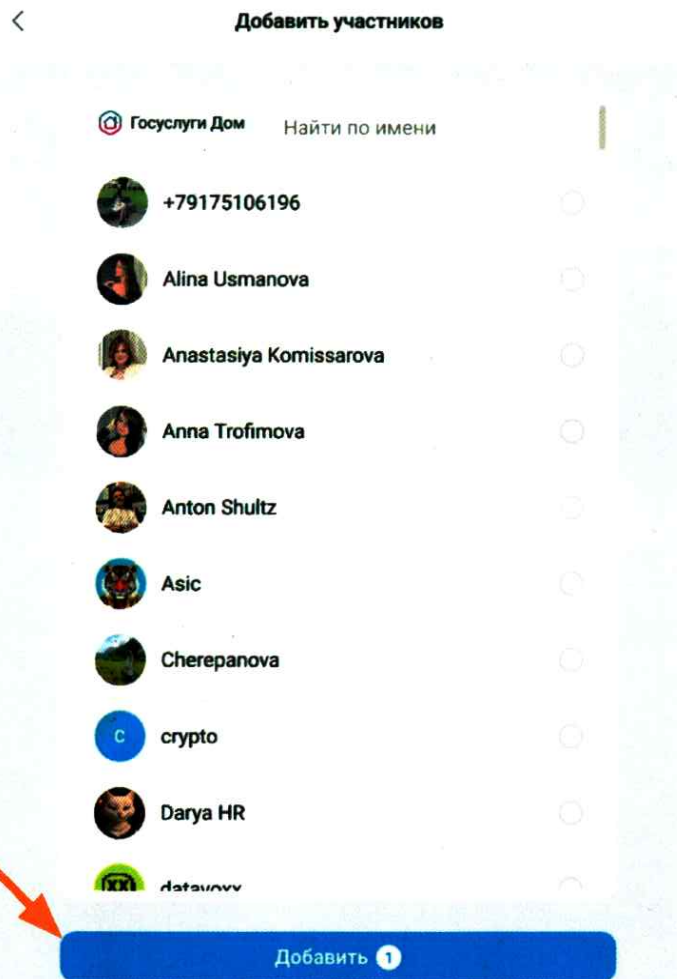 Добавить участников
Госуслуги Дом Найти по имени
+79175106196
Alina Usmanova
Anastasiya Komissarova
Anna Trofimova
Anton Shultz
Asic
Cherepanova
C crypto
Darya HR
datavoxx
Добавить 1